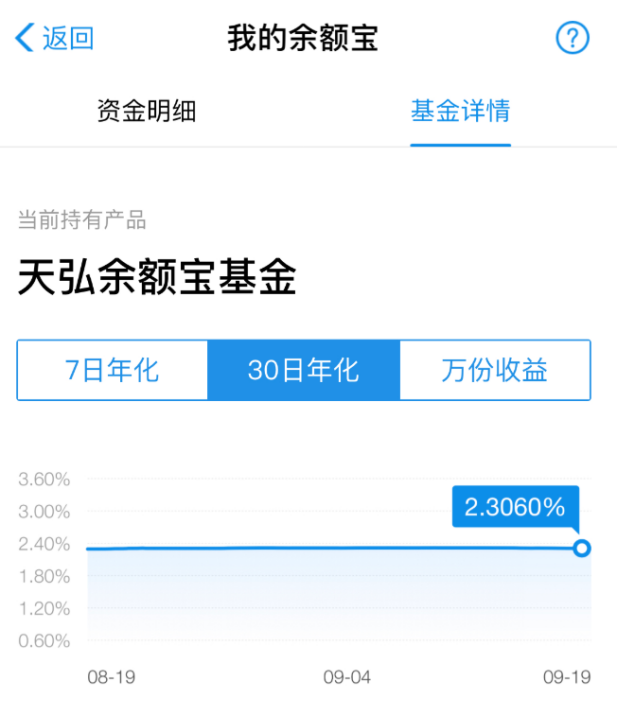 返回 我的余额宝 ?
资金明细 基金详情
当前持有产品
天弘余额宝基金
7日年化 30日年化 万份收益
3.60%
2.3060%
3.00%
2.40%
1.80%
1.20%
0.60%
08-19 09-04 09-19